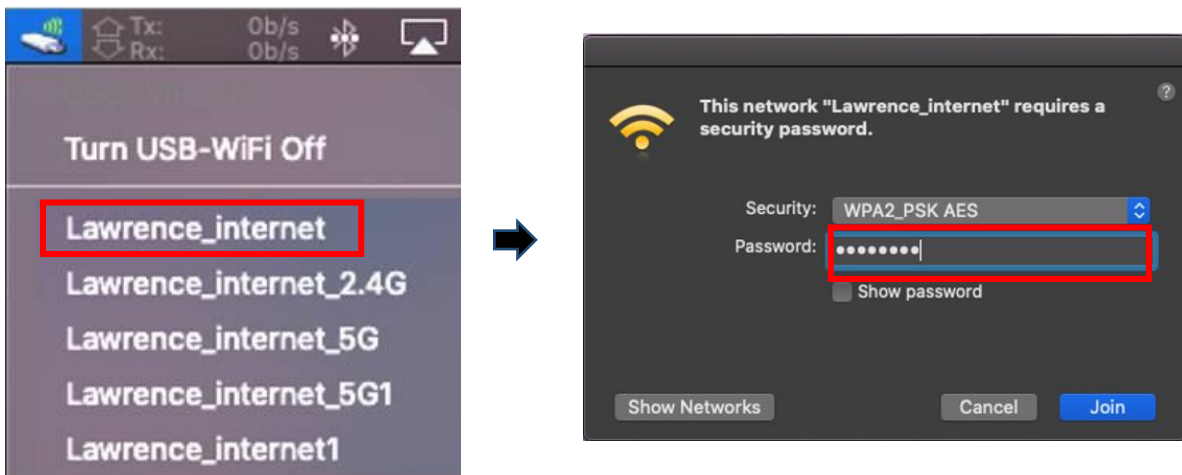 Tx: 0b/s
Rx: 0b/s
Turn USB-WiFi Off
Lawrence_internet
Lawrence_internet_2.4G
Lawrence_internet_5G
Lawrence_internet_5G1
Lawrence_internet1
?
This network "Lawrence_internet" requires a
security password.
Security: WPA2_PSK AES
Password: ••••••••
Show password
Show Networks Cancel Join